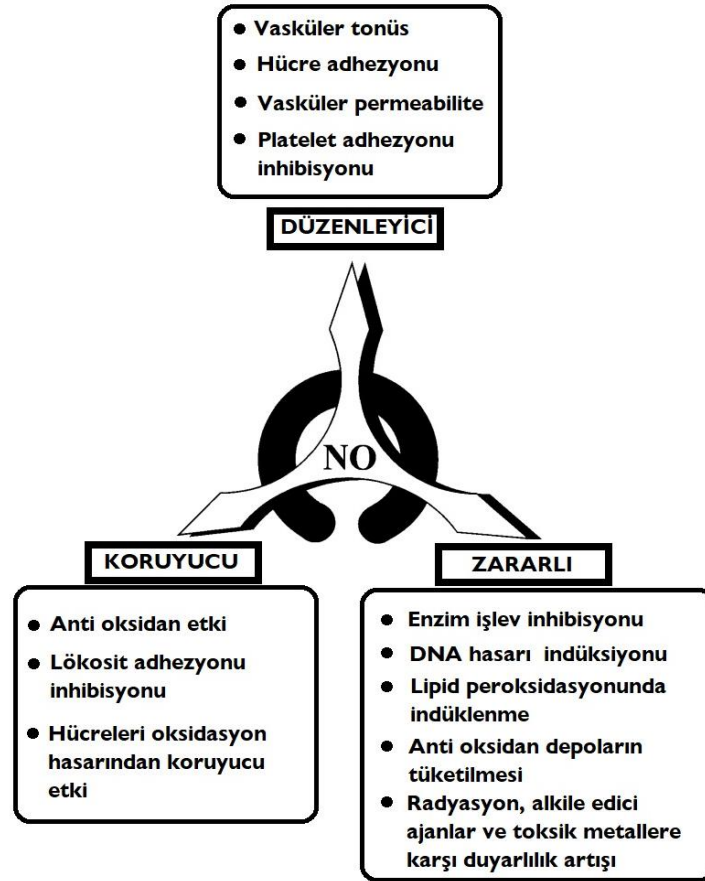 ● Vasküler tonüs
● Hücre adhezyonu
● Vasküler permeabilite
● Platelet adhezyonu
inhibisyonu
DÜZENLEYİCİ
NO
KORUYUCU
● Anti oksidan etki
● Lökosit adhezyonu
inhibisyonu
● Hücreleri oksidasyon
hasarından koruyucu
etki
ZARARLI
● Enzim işlev inhibisyonu
● DNA hasarı indüksiyonu
● Lipid peroksidasyonunda
indüklenme
● Anti oksidan depoların
tüketilmesi
● Radyasyon, alkile edici
ajanlar ve toksik metallere
karşı duyarlılık artışı